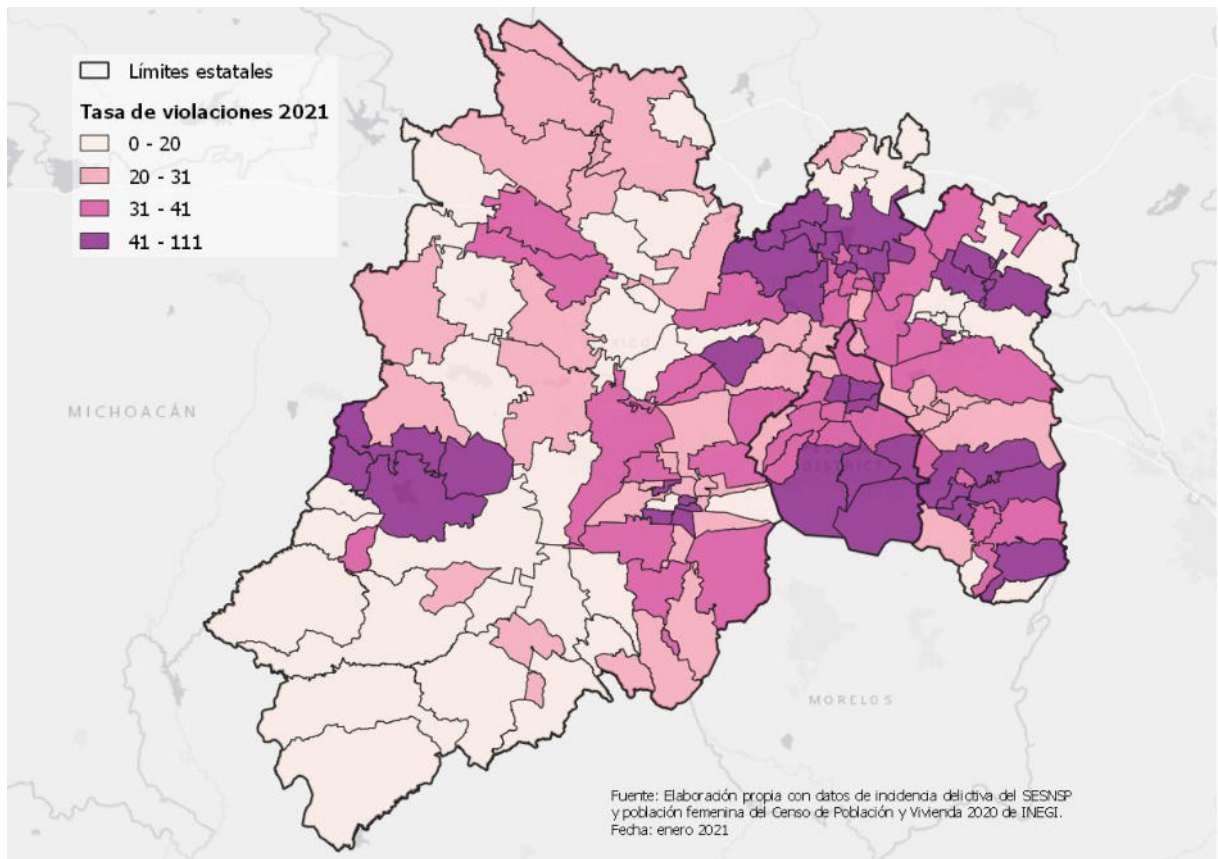 Límites estatales
Tasa de violaciones 2021
0 - 20
20 - 31
31 - 41
41 - 111
MICHOACÁN
DISTRICT
MORELOS
Fuente: Elaboración propia con datos de incidencia delictiva del SESNSP
y población femenina del Censo de Población y Vivienda 2020 de INEGI.
Fecha: enero 2021